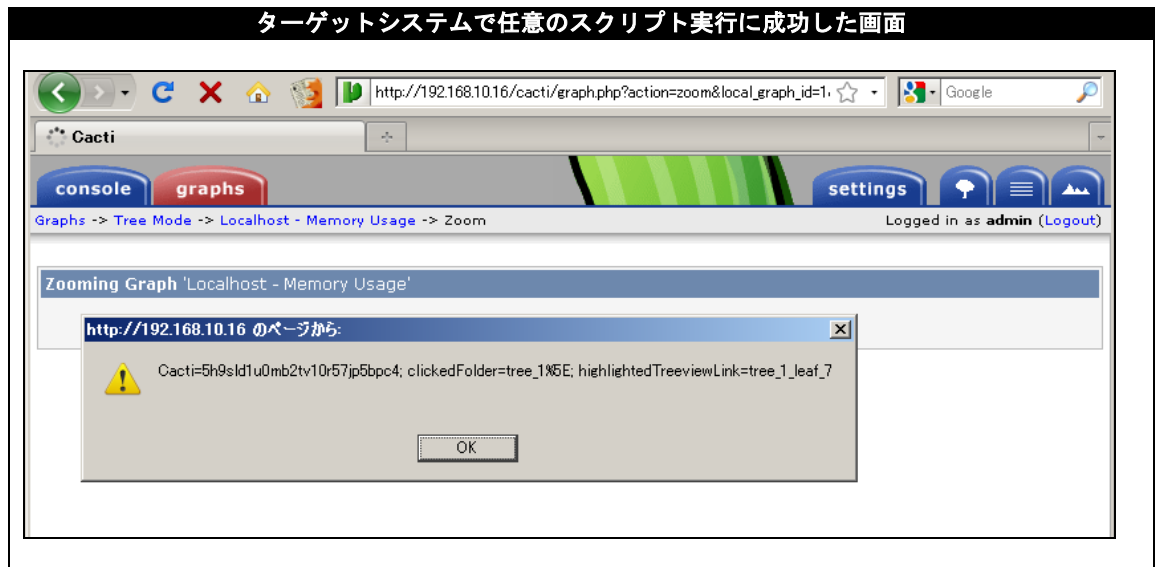 ターゲットシステムで任意のスクリプト実行に成功した画面
http://192.168.10.16/cacti/graph.php?action=zoom&local_graph_id=1
Google
Cacti
console graphs settings
Graphs -> Tree Mode -> Localhost - Memory Usage -> Zoom Logged in as admin (Logout)
Zooming Graph 'Localhost - Memory Usage'
http://192.168.10.16 のページから:
Cacti=5h9sld1u0mb2tv10r57jp5bpc4; clickedFolder=tree_1%5E; highlightedTreeviewLink=tree_1_leaf_7
OK